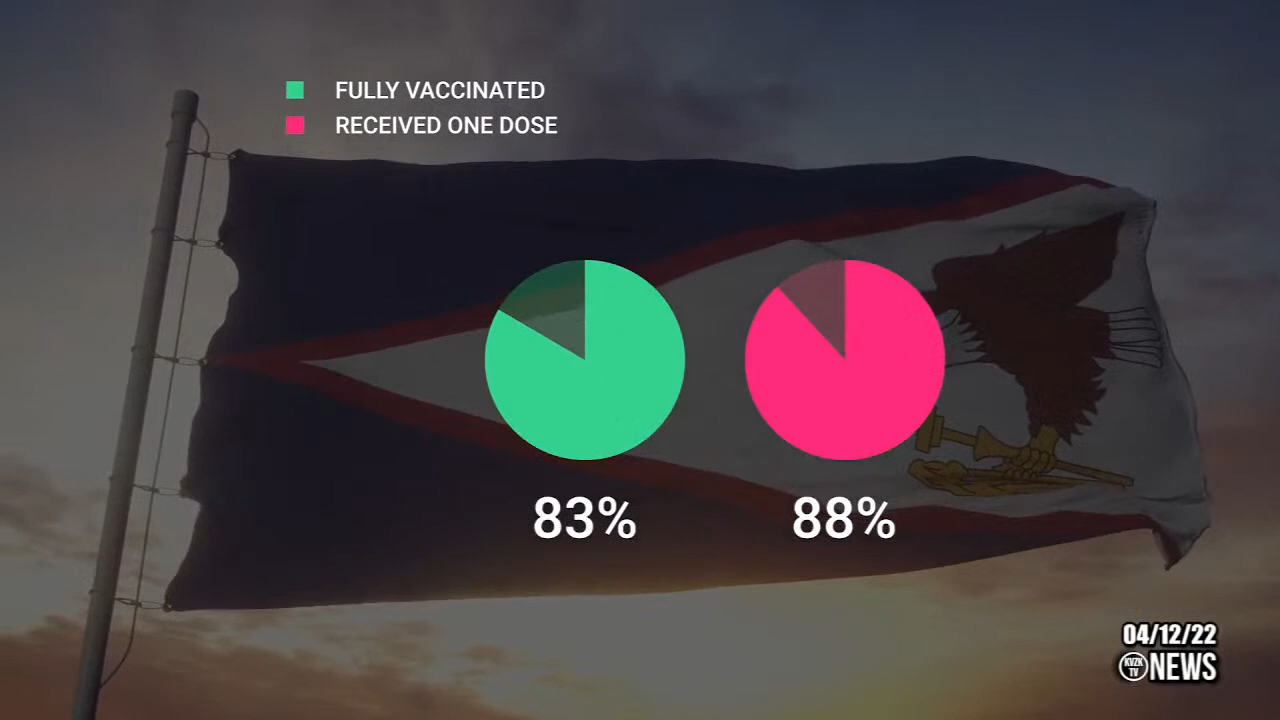 FULLY VACCINATED
RECEIVED ONE DOSE
83%
88%
04/12/22
KVZK
TV
NEWS